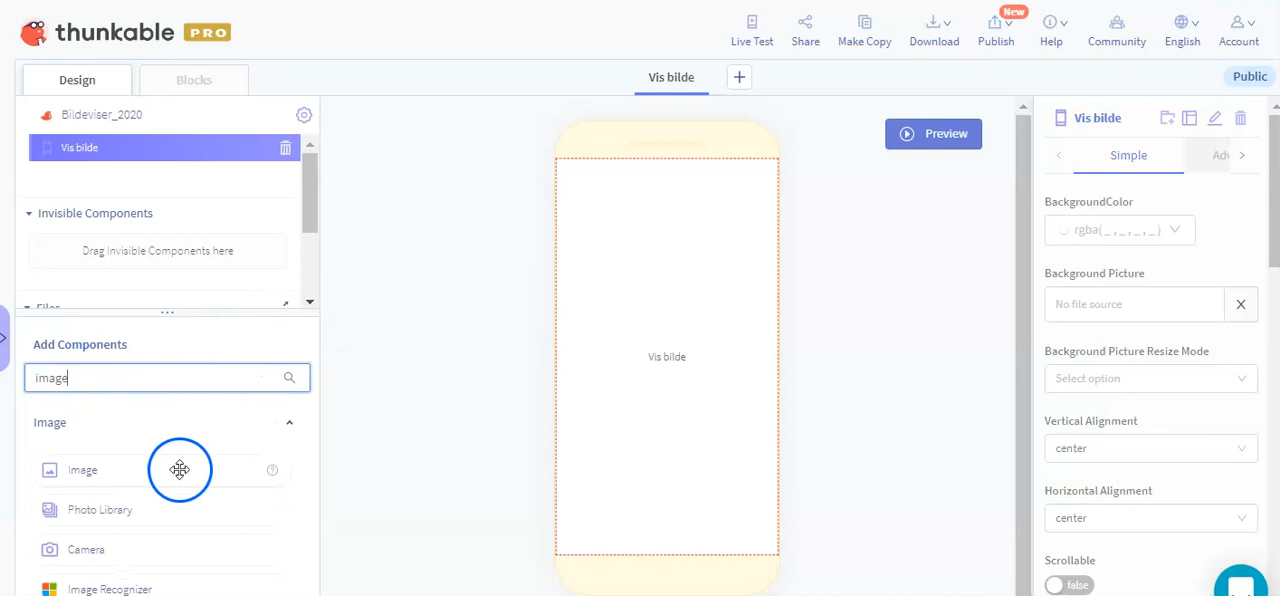 thunkable PRO
New
Live Test Share Make Copy Download Publish Help Community English Account
Design Blocks Vis bilde + Public
Bildeviser_2020
Vis bilde
Invisible Components
Drag Invisible Components here
Files
Add Components
image
Image
Image
Photo Library
Camera
Image Recognizer
Preview
Vis bilde
Vis bilde
Simple Adv
BackgroundColor
rgba(_,_,_,_)
Background Picture
No file source X
Background Picture Resize Mode
Select option
Vertical Alignment
center
Horizontal Alignment
center
Scrollable
false